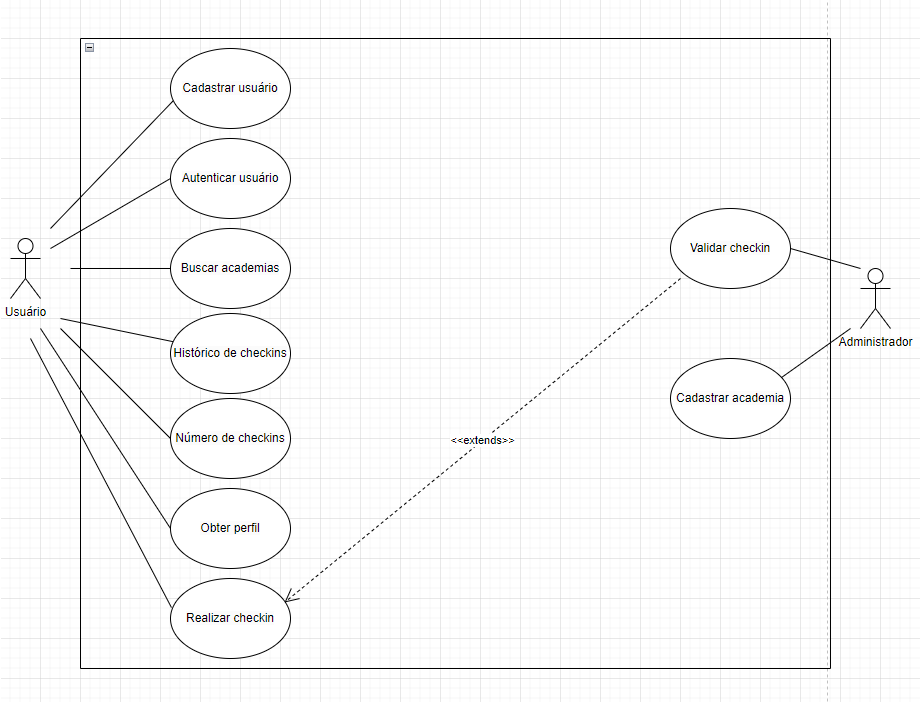 Cadastrar usuário
Autenticar usuário
Buscar academias
Histórico de checkins
Número de checkins
Obter perfil
Realizar checkin
Usuário
<<extends>>
Validar checkin
Cadastrar academia
Administrador